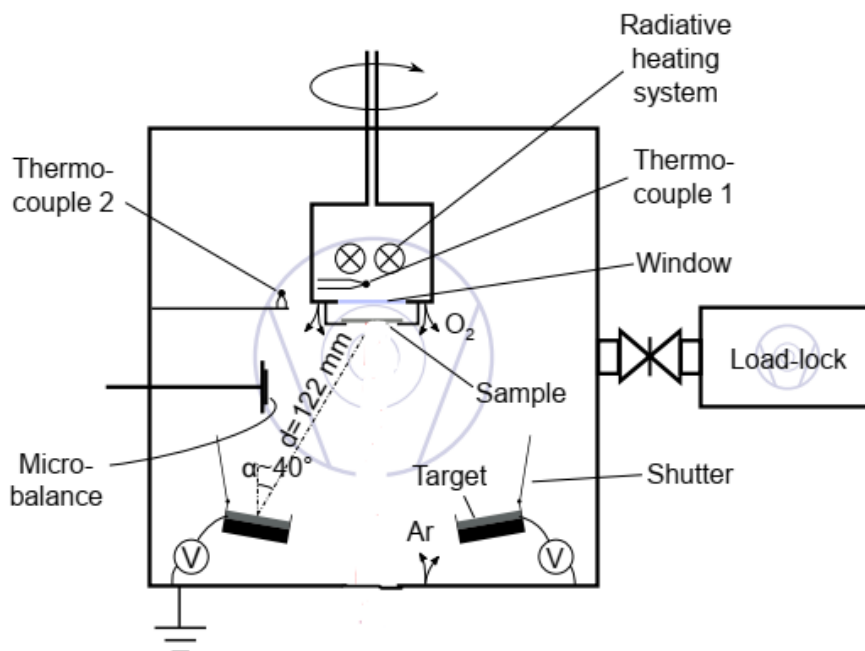 Radiative
heating
system
Thermo-
couple 2
Thermo-
couple 1
Window
O2
Load-lock
d=122 mm
Sample
Micro-
balance
α~40°
Target
Shutter
Ar
V
V